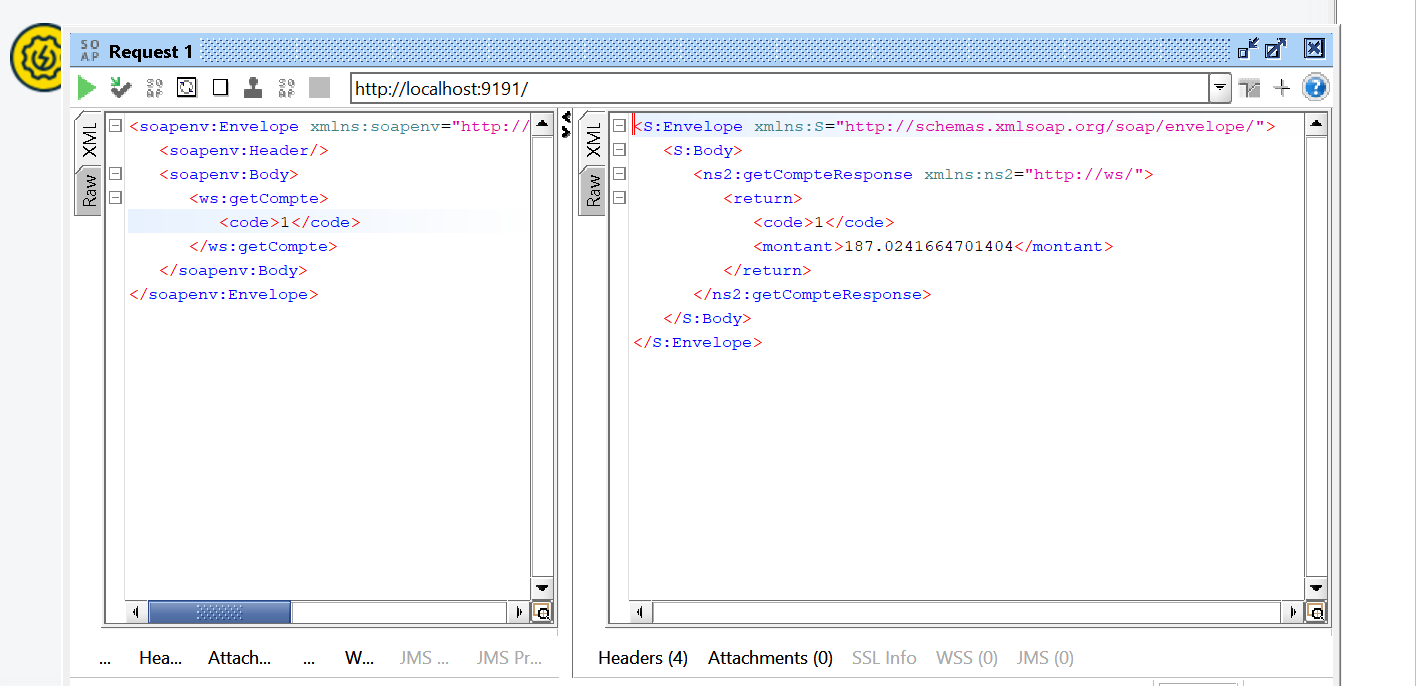 SO
AP
Request 1
http://localhost:9191/
XML
Raw
<soapenv:Envelope xmlns:soapenv="http://
<soapenv:Header/>
<soapenv:Body>
<ws:getCompte>
<code>1</code>
</ws:getCompte>
</soapenv:Body>
</soapenv:Envelope>
... Hea... Attach... ... W... JMS ... JMS Pr...
XML
Raw
<S:Envelope xmlns:S="http://schemas.xmlsoap.org/soap/envelope/">
<S:Body>
<ns2:getCompteResponse xmlns:ns2="http://ws/">
<return>
<code>1</code>
<montant>187.0241664701404</montant>
</return>
</ns2:getCompteResponse>
</S:Body>
</S:Envelope>
Headers (4) Attachments (0) SSL Info WSS (0) JMS (0)